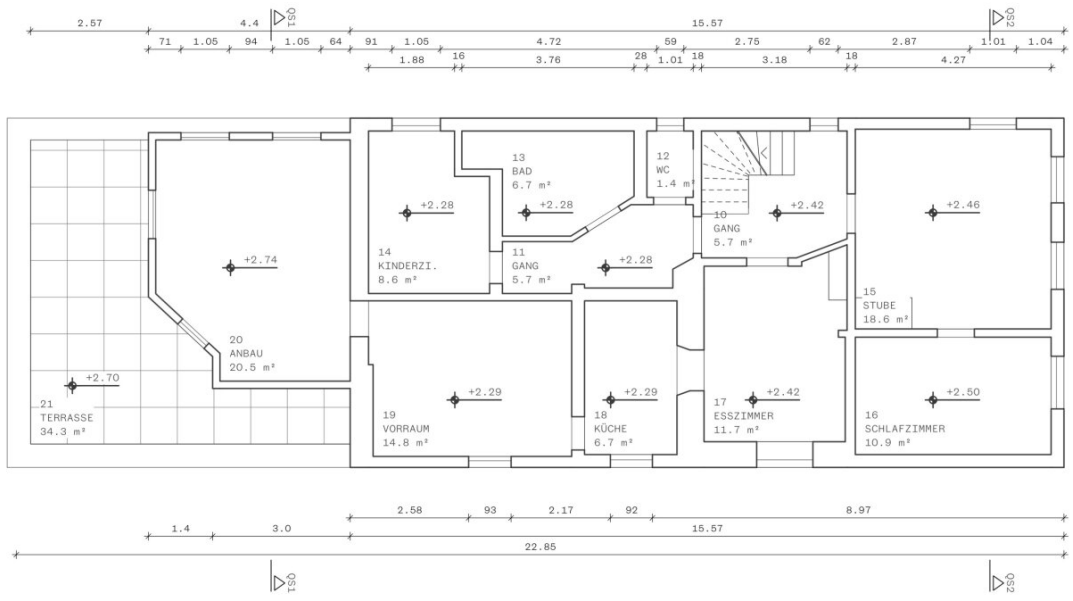 QS1
QS2
2.57
4.4
15.57
71
1.05
94
1.05
64
91
1.05
4.72
59
2.75
62
2.87
1.01
1.04
1.88
16
3.76
28
1.01
18
3.18
18
4.27
13
BAD
6.7 m²
12
WC
1.4 m²
+2.28
+2.28
10
GANG
5.7 m²
+2.42
+2.46
14
KINDERZI.
8.6 m²
11
GANG
5.7 m²
+2.28
+2.74
15
STUBE
18.6 m²
20
ANBAU
20.5 m²
+2.70
21
TERRASSE
34.3 m²
+2.29
19
VORRAUM
14.8 m²
+2.29
18
KÜCHE
6.7 m²
+2.42
17
ESSZIMMER
11.7 m²
+2.50
16
SCHLAFZIMMER
10.9 m²
2.58
93
2.17
92
8.97
1.4
3.0
15.57
22.85
QS1
QS2